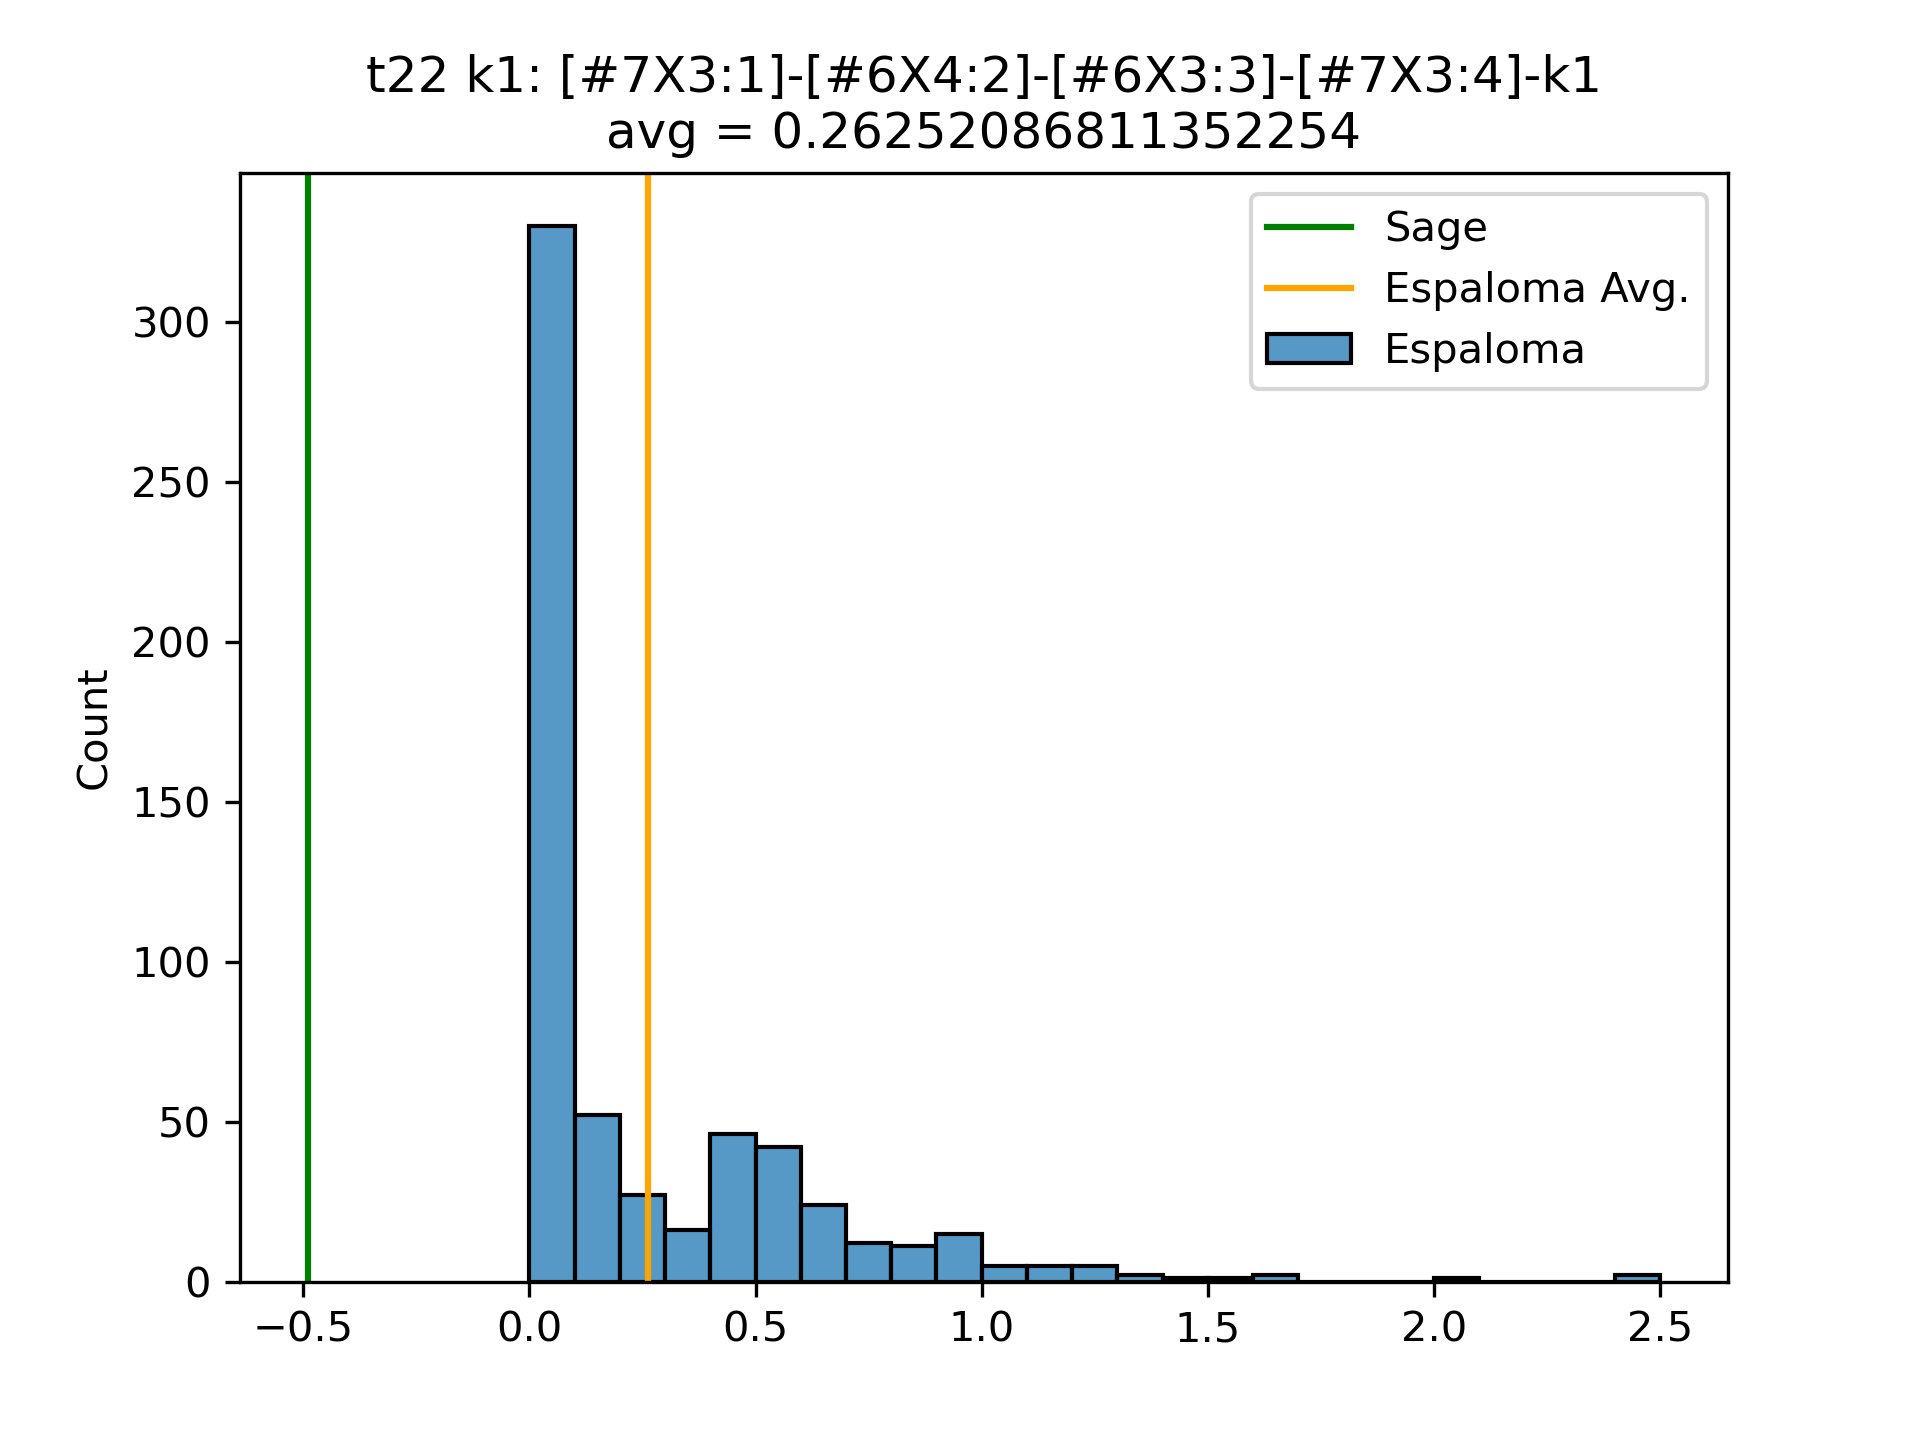 t22 k1: [#7X3:1]-[#6X4:2]-[#6X3:3]-[#7X3:4]-k1
avg = 0.26252086811352254
Sage
Espaloma Avg.
Espaloma
Count
300
250
200
150
100
50
0
−0.5
0.0
0.5
1.0
1.5
2.0
2.5